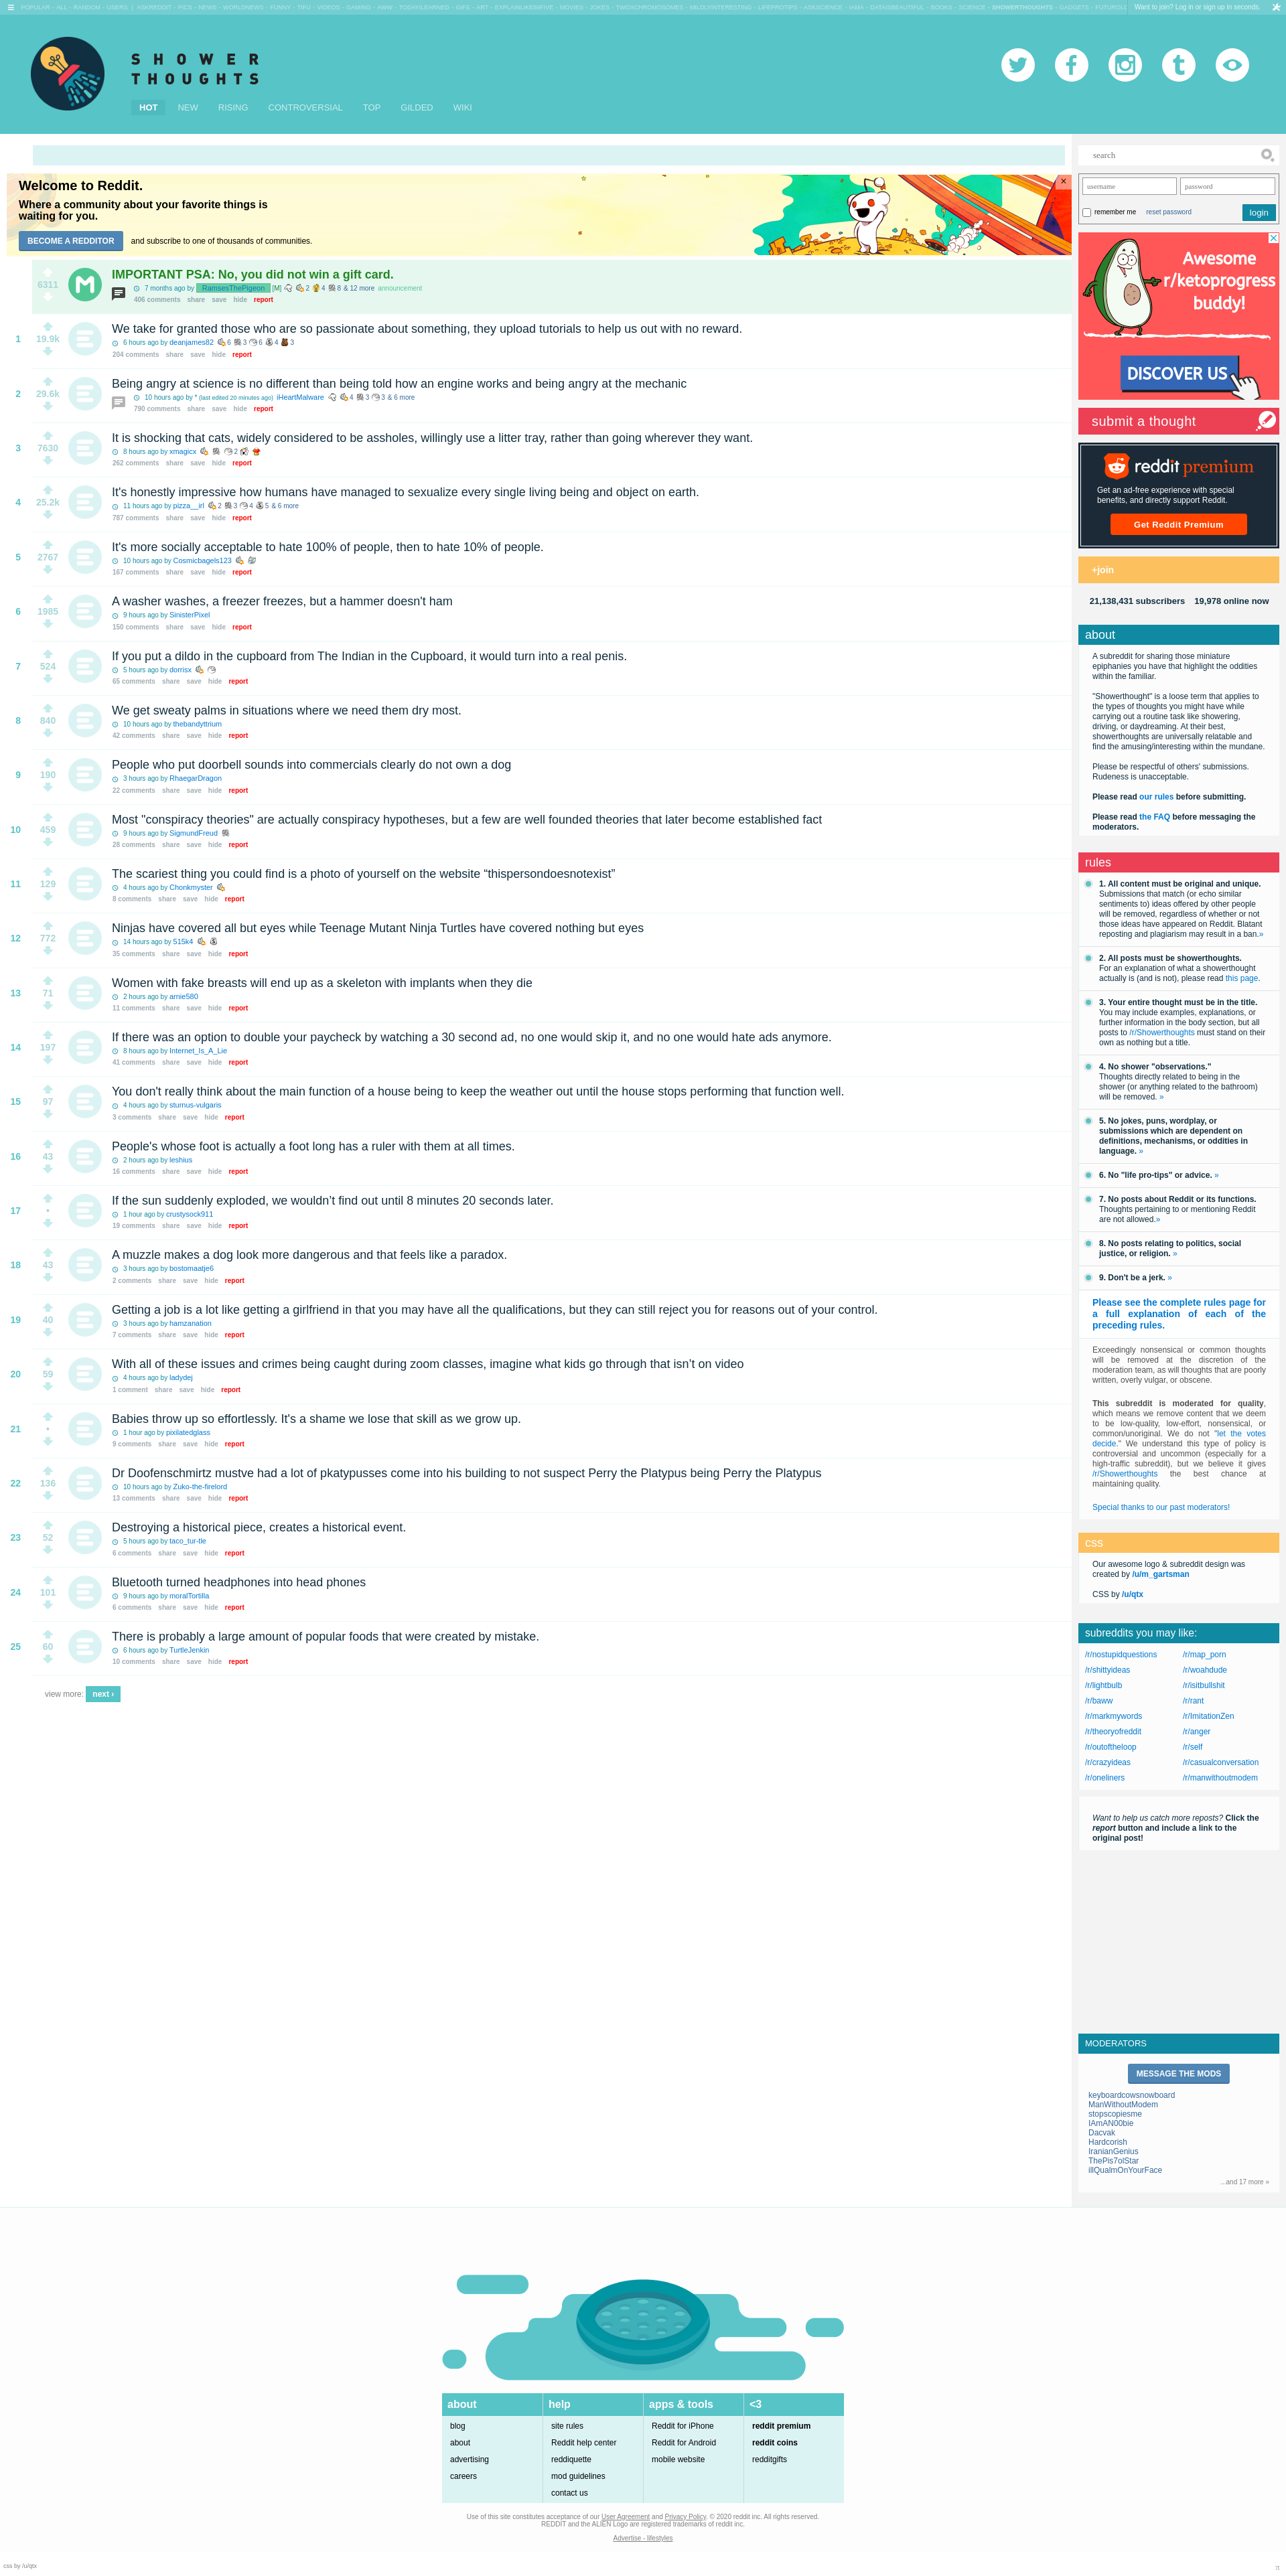 POPULAR - ALL - RANDOM - USERS | ASKREDDIT - PICS - NEWS - WORLDNEWS - FUNNY - TIFU - VIDEOS - GAMING - AWW - TODAYILEARNED - GIFS - ART - EXPLAINLIKEIMFIVE - MOVIES - JOKES - TWOXCHROMOSOMES - MILDLYINTERESTING - LIFEPROTIPS - ASKSCIENCE - IAMA - DATAISBEAUTIFUL - BOOKS - SCIENCE - SHOWERTHOUGHTS - GADGETS - FUTUROLO
Want to join? Log in or sign up in seconds.
SHOWER
THOUGHTS
HOT NEW RISING CONTROVERSIAL TOP GILDED WIKI
Welcome to Reddit.
Where a community about your favorite things is
waiting for you.
BECOME A REDDITOR and subscribe to one of thousands of communities.
6311
IMPORTANT PSA: No, you did not win a gift card.
7 months ago by RamsesThePigeon [M] 2 4 8 & 12 more announcement
406 comments share save hide report
1 19.9k
We take for granted those who are so passionate about something, they upload tutorials to help us out with no reward.
6 hours ago by deanjames82 6 3 6 4 3
204 comments share save hide report
2 29.6k
Being angry at science is no different than being told how an engine works and being angry at the mechanic
10 hours ago by * (last edited 20 minutes ago) iHeartMalware 4 3 3 & 6 more
790 comments share save hide report
3 7630
It is shocking that cats, widely considered to be assholes, willingly use a litter tray, rather than going wherever they want.
8 hours ago by xmagicx 2
262 comments share save hide report
4 25.2k
It's honestly impressive how humans have managed to sexualize every single living being and object on earth.
11 hours ago by pizza__irl 2 3 4 5 & 6 more
787 comments share save hide report
5 2767
It's more socially acceptable to hate 100% of people, then to hate 10% of people.
10 hours ago by Cosmicbagels123
167 comments share save hide report
6 1985
A washer washes, a freezer freezes, but a hammer doesn't ham
9 hours ago by SinisterPixel
150 comments share save hide report
7 524
If you put a dildo in the cupboard from The Indian in the Cupboard, it would turn into a real penis.
5 hours ago by dorrisx
65 comments share save hide report
8 840
We get sweaty palms in situations where we need them dry most.
10 hours ago by thebandyttrium
42 comments share save hide report
9 190
People who put doorbell sounds into commercials clearly do not own a dog
3 hours ago by RhaegarDragon
22 comments share save hide report
10 459
Most "conspiracy theories" are actually conspiracy hypotheses, but a few are well founded theories that later become established fact
9 hours ago by SigmundFreud
28 comments share save hide report
11 129
The scariest thing you could find is a photo of yourself on the website “thispersondoesnotexist”
4 hours ago by Chonkmyster
8 comments share save hide report
12 772
Ninjas have covered all but eyes while Teenage Mutant Ninja Turtles have covered nothing but eyes
14 hours ago by 515k4
35 comments share save hide report
13 71
Women with fake breasts will end up as a skeleton with implants when they die
2 hours ago by arnie580
11 comments share save hide report
14 197
If there was an option to double your paycheck by watching a 30 second ad, no one would skip it, and no one would hate ads anymore.
8 hours ago by Internet_Is_A_Lie
41 comments share save hide report
15 97
You don't really think about the main function of a house being to keep the weather out until the house stops performing that function well.
4 hours ago by sturnus-vulgaris
3 comments share save hide report
16 43
People's whose foot is actually a foot long has a ruler with them at all times.
2 hours ago by leshius
16 comments share save hide report
17 •
If the sun suddenly exploded, we wouldn’t find out until 8 minutes 20 seconds later.
1 hour ago by crustysock911
19 comments share save hide report
18 43
A muzzle makes a dog look more dangerous and that feels like a paradox.
3 hours ago by bostomaatje6
2 comments share save hide report
19 40
Getting a job is a lot like getting a girlfriend in that you may have all the qualifications, but they can still reject you for reasons out of your control.
3 hours ago by hamzanation
7 comments share save hide report
20 59
With all of these issues and crimes being caught during zoom classes, imagine what kids go through that isn’t on video
4 hours ago by ladydej
1 comment share save hide report
21 •
Babies throw up so effortlessly. It's a shame we lose that skill as we grow up.
1 hour ago by pixilatedglass
9 comments share save hide report
22 136
Dr Doofenschmirtz mustve had a lot of pkatypusses come into his building to not suspect Perry the Platypus being Perry the Platypus
10 hours ago by Zuko-the-firelord
13 comments share save hide report
23 52
Destroying a historical piece, creates a historical event.
5 hours ago by taco_tur-tle
6 comments share save hide report
24 101
Bluetooth turned headphones into head phones
9 hours ago by moralTortilla
6 comments share save hide report
25 60
There is probably a large amount of popular foods that were created by mistake.
6 hours ago by TurtleJenkin
10 comments share save hide report
view more: next ›
search
username password
remember me reset password login
Awesome
r/ketoprogress
buddy!
DISCOVER US
submit a thought
reddit premium
Get an ad-free experience with special
benefits, and directly support Reddit.
Get Reddit Premium
+join
21,138,431 subscribers 19,978 online now
about
A subreddit for sharing those miniature
epiphanies you have that highlight the oddities
within the familiar.
"Showerthought" is a loose term that applies to
the types of thoughts you might have while
carrying out a routine task like showering,
driving, or daydreaming. At their best,
showerthoughts are universally relatable and
find the amusing/interesting within the mundane.
Please be respectful of others' submissions.
Rudeness is unacceptable.
Please read our rules before submitting.
Please read the FAQ before messaging the
moderators.
rules
1. All content must be original and unique.
Submissions that match (or echo similar
sentiments to) ideas offered by other people
will be removed, regardless of whether or not
those ideas have appeared on Reddit. Blatant
reposting and plagiarism may result in a ban.»
2. All posts must be showerthoughts.
For an explanation of what a showerthought
actually is (and is not), please read this page.
3. Your entire thought must be in the title.
You may include examples, explanations, or
further information in the body section, but all
posts to /r/Showerthoughts must stand on their
own as nothing but a title.
4. No shower "observations."
Thoughts directly related to being in the
shower (or anything related to the bathroom)
will be removed. »
5. No jokes, puns, wordplay, or
submissions which are dependent on
definitions, mechanisms, or oddities in
language. »
6. No "life pro-tips" or advice. »
7. No posts about Reddit or its functions.
Thoughts pertaining to or mentioning Reddit
are not allowed.»
8. No posts relating to politics, social
justice, or religion. »
9. Don't be a jerk. »
Please see the complete rules page for
a full explanation of each of the
preceding rules.
Exceedingly nonsensical or common thoughts
will be removed at the discretion of the
moderation team, as will thoughts that are poorly
written, overly vulgar, or obscene.
This subreddit is moderated for quality,
which means we remove content that we deem
to be low-quality, low-effort, nonsensical, or
common/unoriginal. We do not "let the votes
decide." We understand this type of policy is
controversial and uncommon (especially for a
high-traffic subreddit), but we believe it gives
/r/Showerthoughts the best chance at
maintaining quality.
Special thanks to our past moderators!
css
Our awesome logo & subreddit design was
created by /u/m_gartsman
CSS by /u/qtx
subreddits you may like:
/r/nostupidquestions /r/map_porn
/r/shittyideas /r/woahdude
/r/lightbulb /r/isitbullshit
/r/baww /r/rant
/r/markmywords /r/ImitationZen
/r/theoryofreddit /r/anger
/r/outoftheloop /r/self
/r/crazyideas /r/casualconversation
/r/oneliners /r/manwithoutmodem
Want to help us catch more reposts? Click the
report button and include a link to the
original post!
MODERATORS
MESSAGE THE MODS
keyboardcowsnowboard
ManWithoutModem
stopscopiesme
IAmAN00bie
Dacvak
Hardcorish
IranianGenius
ThePis7olStar
illQualmOnYourFace
...and 17 more »
about help apps & tools <3
blog site rules Reddit for iPhone reddit premium
about Reddit help center Reddit for Android reddit coins
advertising reddiquette mobile website redditgifts
careers mod guidelines
contact us
Use of this site constitutes acceptance of our User Agreement and Privacy Policy. © 2020 reddit inc. All rights reserved.
REDDIT and the ALIEN Logo are registered trademarks of reddit inc.
Advertise - lifestyles
css by /u/qtx
π